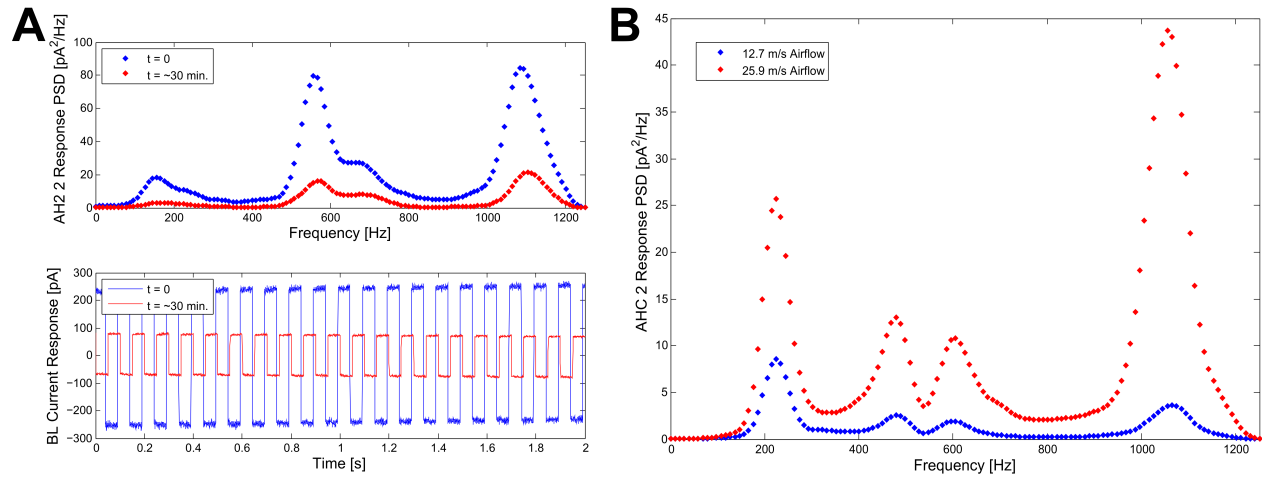 A
AH2 2 Response PSD [pA²/Hz]
100
80
60
40
20
0
t = 0
t = ~30 min.
0 200 400 600 800 1000 1200
Frequency [Hz]
BL Current Response [pA]
300
200
100
0
−100
−200
−300
t = 0
t = ~30 min.
0 0.2 0.4 0.6 0.8 1 1.2 1.4 1.6 1.8 2
Time [s]
B
AHC 2 Response PSD [pA²/Hz]
45
40
35
30
25
20
15
10
5
0
12.7 m/s Airflow
25.9 m/s Airflow
0 200 400 600 800 1000 1200
Frequency [Hz]